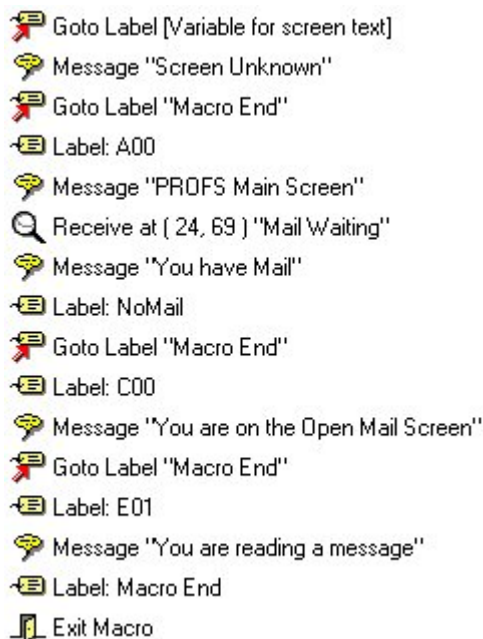 Goto Label [Variable for screen text]
Message "Screen Unknown"
Goto Label "Macro End"
Label: A00
Message "PROFS Main Screen"
Receive at ( 24, 69 ) "Mail Waiting"
Message "You have Mail"
Label: NoMail
Goto Label "Macro End"
Label: C00
Message "You are on the Open Mail Screen"
Goto Label "Macro End"
Label: E01
Message "You are reading a message"
Label: Macro End
Exit Macro